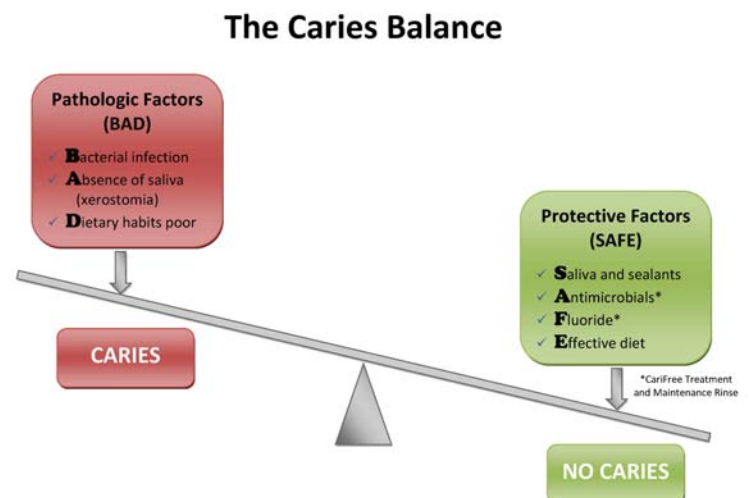 The Caries Balance
Pathologic Factors
(BAD)
✓ Bacterial infection
✓ Absence of saliva
(xerostomia)
✓ Dietary habits poor
CARIES
Protective Factors
(SAFE)
✓ Saliva and sealants
✓ Antimicrobials*
✓ Fluoride*
✓ Effective diet
*CariFree Treatment
and Maintenance Rinse
NO CARIES